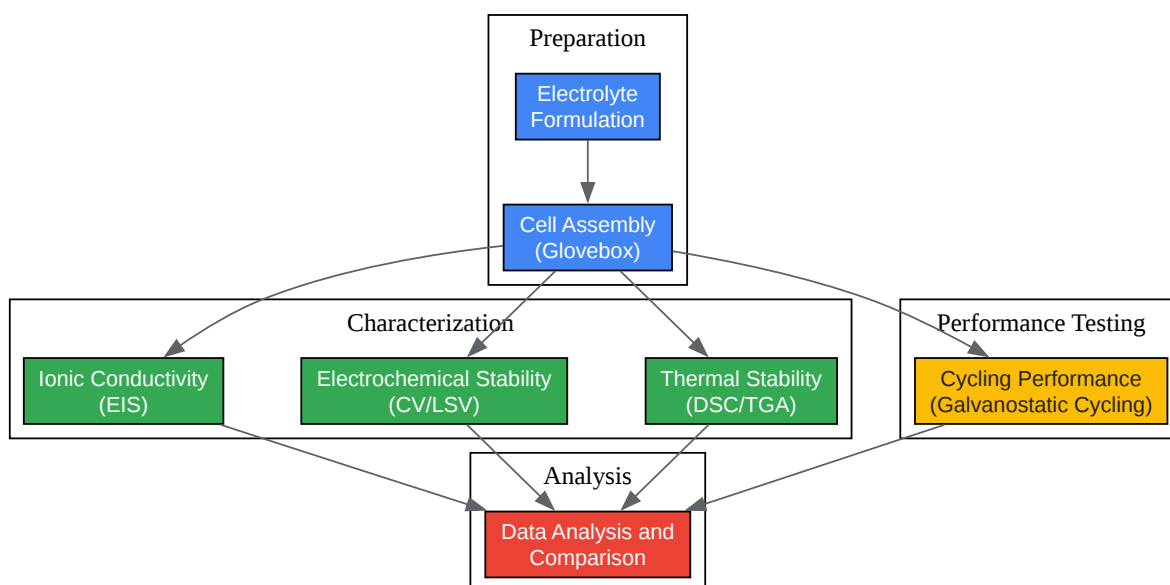 Preparation
Electrolyte
Formulation
Cell Assembly
(Glovebox)
Characterization
Performance Testing
Ionic Conductivity
(EIS)
Electrochemical Stability
(CV/LSV)
Thermal Stability
(DSC/TGA)
Cycling Performance
(Galvanostatic Cycling)
Analysis
Data Analysis and
Comparison